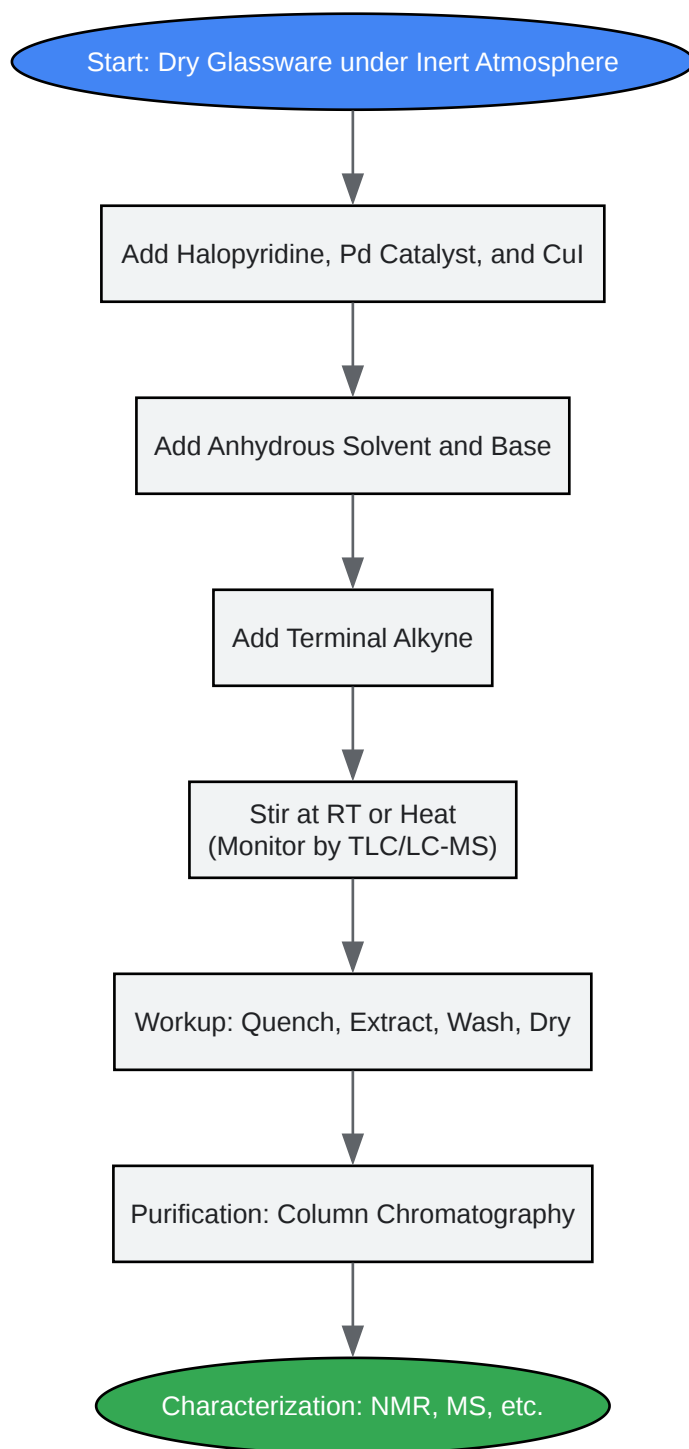 Start: Dry Glassware under Inert Atmosphere
Add Halopyridine, Pd Catalyst, and CuI
Add Anhydrous Solvent and Base
Add Terminal Alkyne
Stir at RT or Heat
(Monitor by TLC/LC-MS)
Workup: Quench, Extract, Wash, Dry
Purification: Column Chromatography
Characterization: NMR, MS, etc.